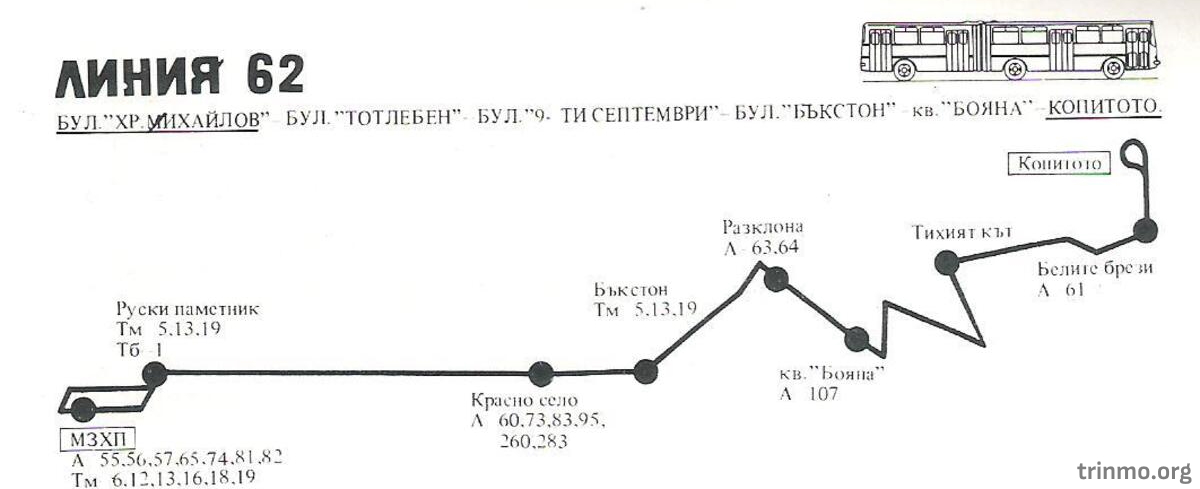 ЛИНИЯ 62
БУЛ."ХР.МИХАЙЛОВ"- БУЛ."ТОТЛЕБЕН"- БУЛ."9- ТИ СЕПТЕМВРИ"- БУЛ."БЪКСТОН" - кв."БОЯНА" - КОПИТОТО.
Копитото
Разклона
А - 63,64
Тихият кът
Белите брези
А 61
Бъкстон
Тм 5,13,19
Руски паметник
Тм 5,13,19
Тб -1
кв."Бояна"
А 107
Красно село
А 60,73,83,95,
260,283
МЗХП
А 55,56,57,65,74,81,82
Тм 6,12,13,16,18,19
trinmo.org